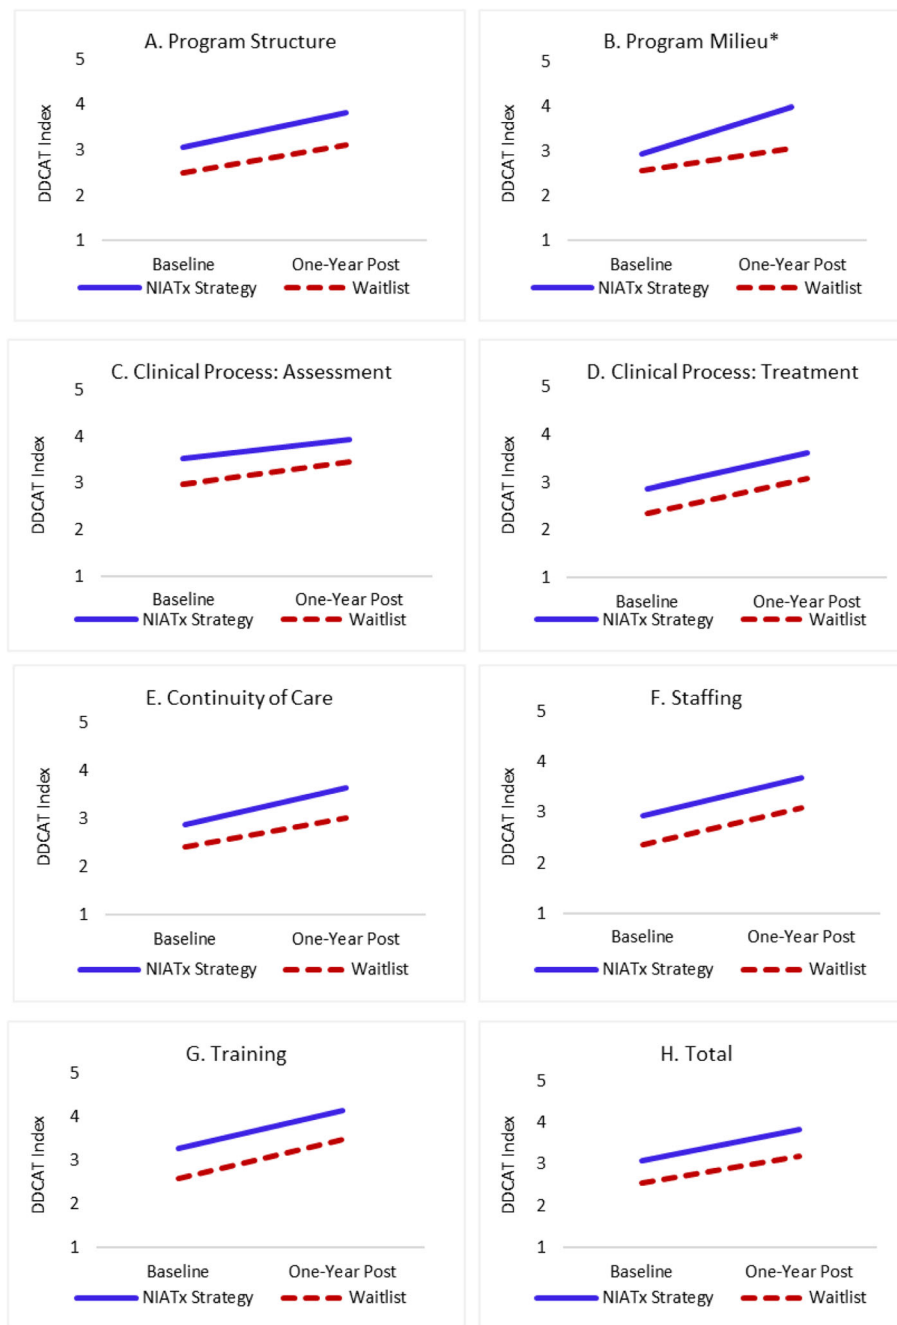 A. Program Structure
DDCAT Index
5
4
3
2
1
Baseline One-Year Post
NIATx Strategy Waitlist
B. Program Milieu*
DDCAT Index
5
4
3
2
1
Baseline One-Year Post
NIATx Strategy Waitlist
C. Clinical Process: Assessment
DDCAT Index
5
4
3
2
1
Baseline One-Year Post
NIATx Strategy Waitlist
D. Clinical Process: Treatment
DDCAT Index
5
4
3
2
1
Baseline One-Year Post
NIATx Strategy Waitlist
E. Continuity of Care
DDCAT Index
5
4
3
2
1
Baseline One-Year Post
NIATx Strategy Waitlist
F. Staffing
DDCAT Index
5
4
3
2
1
Baseline One-Year Post
NIATx Strategy Waitlist
G. Training
DDCAT Index
5
4
3
2
1
Baseline One-Year Post
NIATx Strategy Waitlist
H. Total
DDCAT Index
5
4
3
2
1
Baseline One-Year Post
NIATx Strategy Waitlist